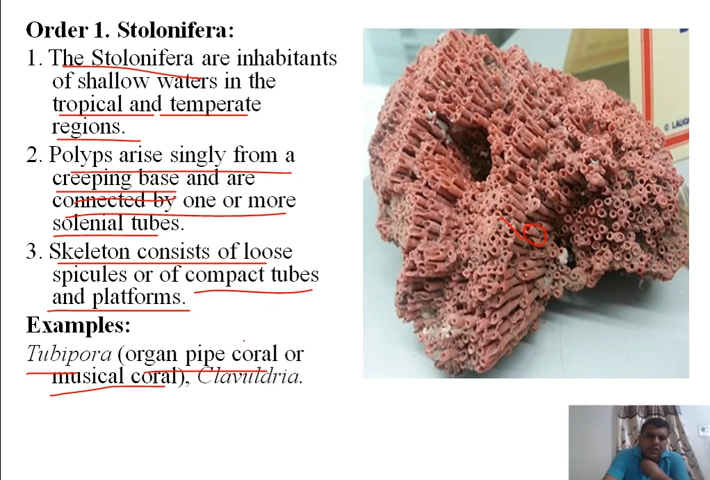 Order 1. Stolonifera:
1. The Stolonifera are inhabitants
of shallow waters in the
tropical and temperate
regions.
2. Polyps arise singly from a
creeping base and are
connected by one or more
solenial tubes.
3. Skeleton consists of loose
spicules or of compact tubes
and platforms.
Examples:
Tubipora (organ pipe coral or
musical coral), Clavuldria.